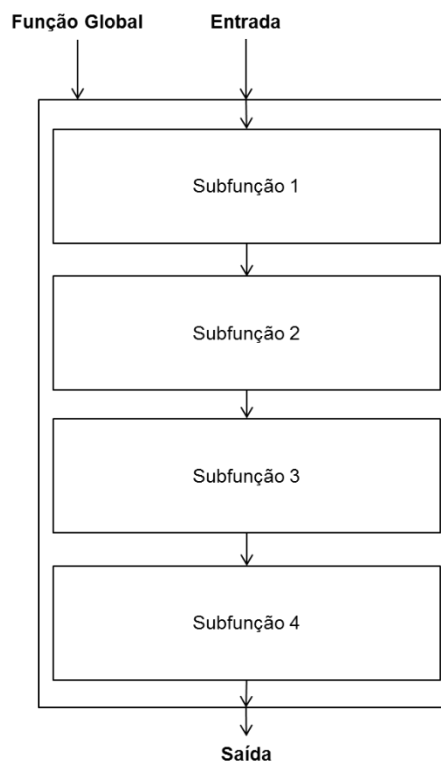 Função Global
Entrada
Subfunção 1
Subfunção 2
Subfunção 3
Subfunção 4
Saída